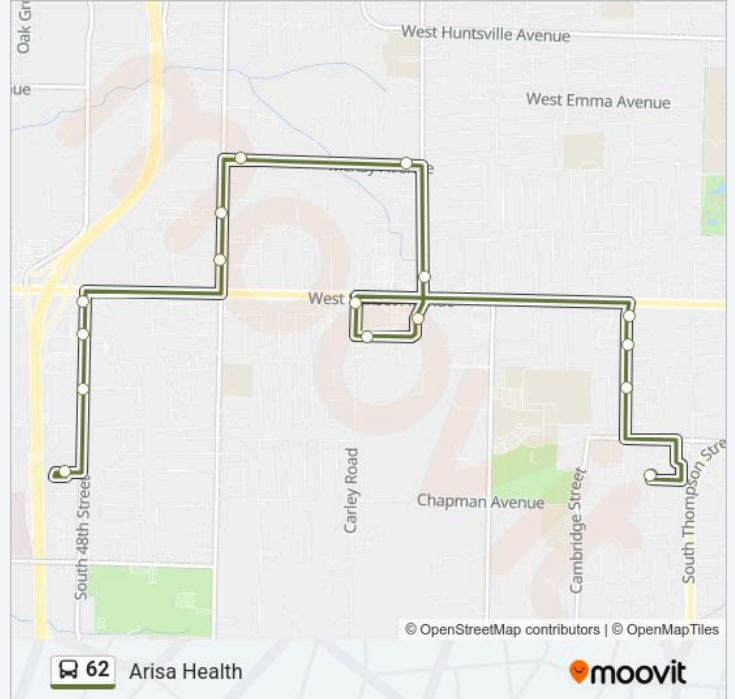 Oak Gro
West Huntsville Avenue
ue
West Emma Avenue
West
Carley Road
Chapman Avenue
Cambridge Street
South 48th Street
South Thompson Stre
© OpenStreetMap contributors | © OpenMapTiles
62 Arisa Health
moovit